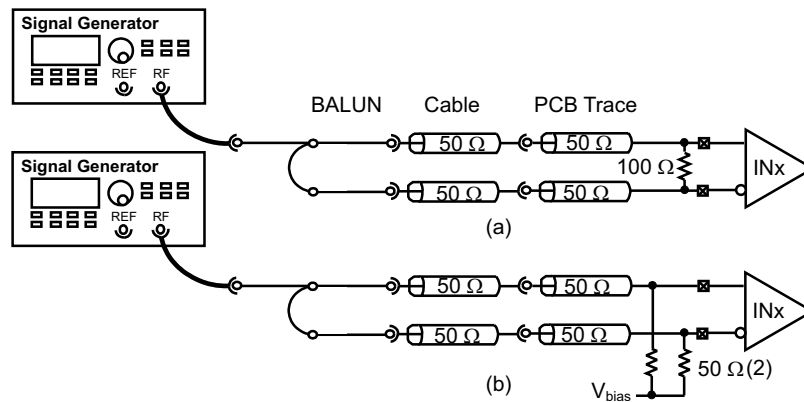 Signal Generator
REF RF
BALUN Cable PCB Trace
50 Ω 50 Ω
100 Ω INx
50 Ω 50 Ω
(a)
Signal Generator
REF RF
50 Ω 50 Ω
INx
50 Ω 50 Ω
50 Ω (2)
(b) Vbias